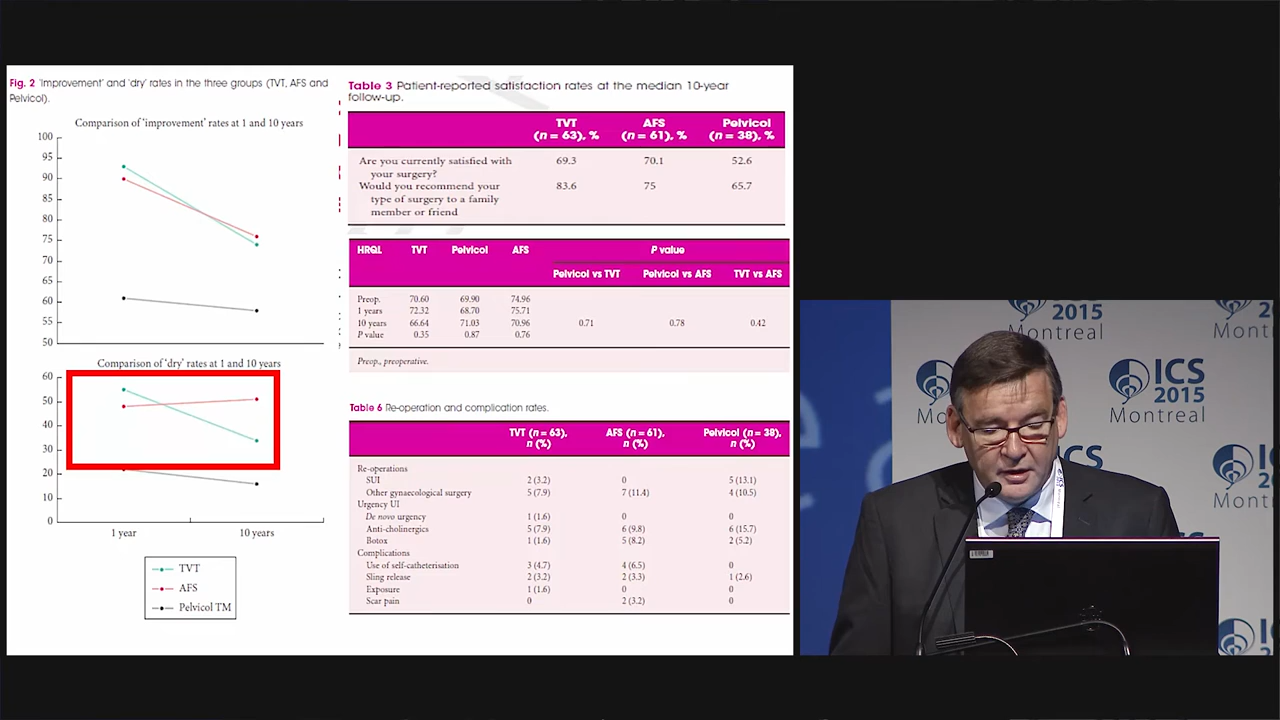 Fig. 2 'Improvement' and 'dry' rates in the three groups (TVT, AFS and
Pelvicol).
Comparison of 'improvement' rates at 1 and 10 years
100
95
90
85
80
75
70
65
60
55
50
Comparison of 'dry' rates at 1 and 10 years
60
50
40
30
20
10
0
1 year 10 years
TVT
AFS
Pelvicol TM
Table 3 Patient-reported satisfaction rates at the median 10-year
follow-up.
TVT AFS Pelvicol
(n = 63), % (n = 61), % (n = 38), %
Are you currently satisfied with 69.3 70.1 52.6
your surgery?
Would you recommend your 83.6 75 65.7
type of surgery to a family
member or friend
HRQL TVT Pelvicol AFS P value
Pelvicol vs TVT Pelvicol vs AFS TVT vs AFS
Preop. 70.60 69.90 74.96
1 years 72.32 68.70 75.71
10 years 66.64 71.03 70.96 0.71 0.78 0.42
P value 0.35 0.87 0.76
Preop., preoperative.
Table 6 Re-operation and complication rates.
TVT (n = 63), AFS (n = 61), Pelvicol (n = 38),
n (%) n (%) n (%)
Re-operations
SUI 2 (3.2) 0 5 (13.1)
Other gynaecological surgery 5 (7.9) 7 (11.4) 4 (10.5)
Urgency UI
De novo urgency 1 (1.6) 0 0
Anti-cholinergics 5 (7.9) 6 (9.8) 6 (15.7)
Botox 1 (1.6) 5 (8.2) 2 (5.2)
Complications
Use of self-catheterisation 3 (4.7) 4 (6.5) 0
Sling release 2 (3.2) 2 (3.3) 1 (2.6)
Exposure 1 (1.6) 0 0
Scar pain 0 2 (3.2) 0
2015
Montreal
2015
Montreal
ICS
2015
Montreal
ICS
2015
Montreal